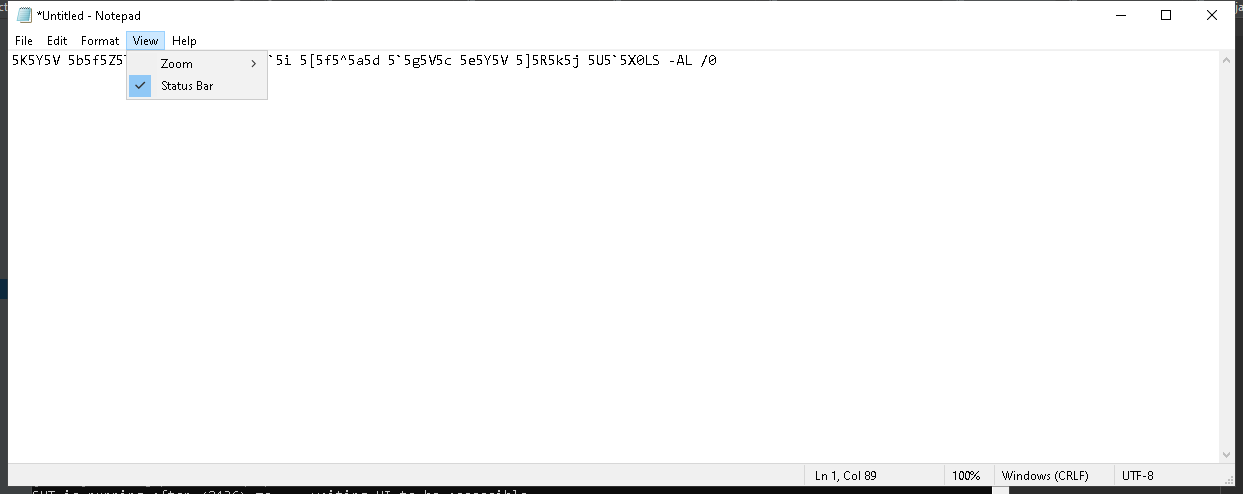 *Untitled - Notepad
File Edit Format View Help
5K5Y5V 5b5f5Z5 `5i 5[5f5^5a5d 5`5g5V5c 5e5Y5V 5]5R5k5j 5U5`5X0LS -AL /0
Zoom
Status Bar
Ln 1, Col 89 100% Windows (CRLF) UTF-8